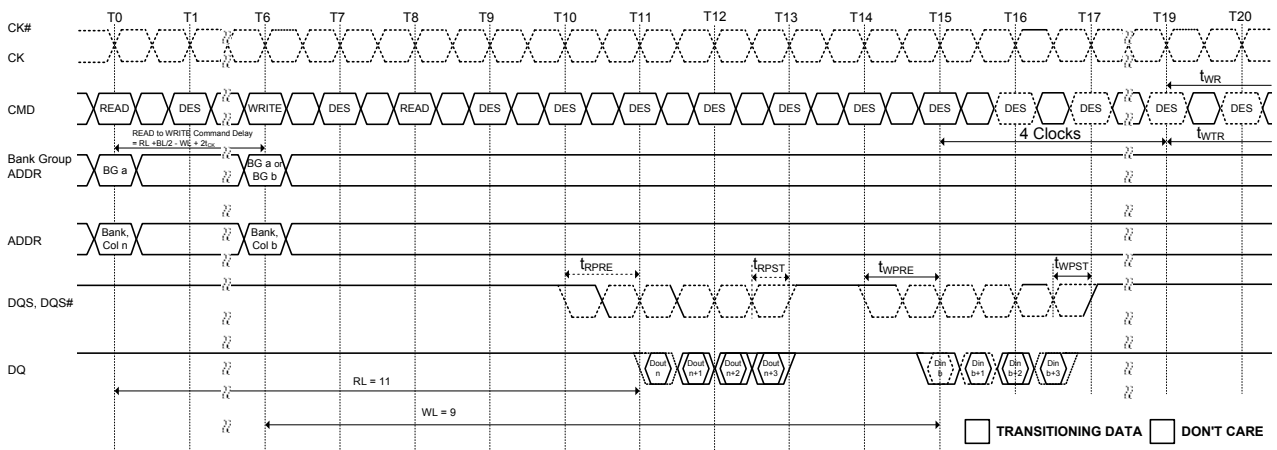 T0 T1 T6 T7 T8 T9 T10 T11 T12 T13 T14 T15 T16 T17 T19 T20
CK#
CK
tWR
CMD READ DES WRITE DES READ DES DES DES DES DES DES DES DES DES DES DES
READ to WRITE Command Delay
= RL +BL/2 - WL + 2tCK
4 Clocks
tWTR
Bank Group
ADDR
BG a
BG a or
BG b
ADDR
Bank,
Col n
Bank,
Col b
tRPRE tRPST tWPRE tWPST
DQS, DQS#
DQ
Dout
n
Dout
n+1
Dout
n+2
Dout
n+3
Din
b
Din
b+1
Din
b+2
Din
b+3
RL = 11
WL = 9
TRANSITIONING DATA DON'T CARE